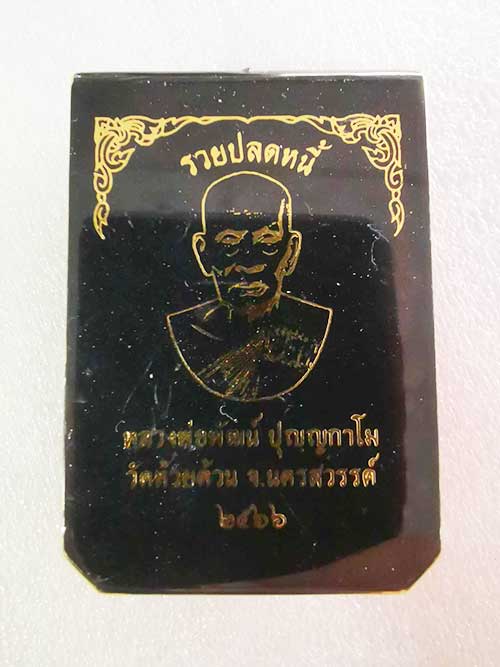 รวยปลดหนี้
หลวงพ่อพัฒน์ ปุญฺญกาโม
วัดห้วยด้วน จ.นครสวรรค์
๒๕๖๖